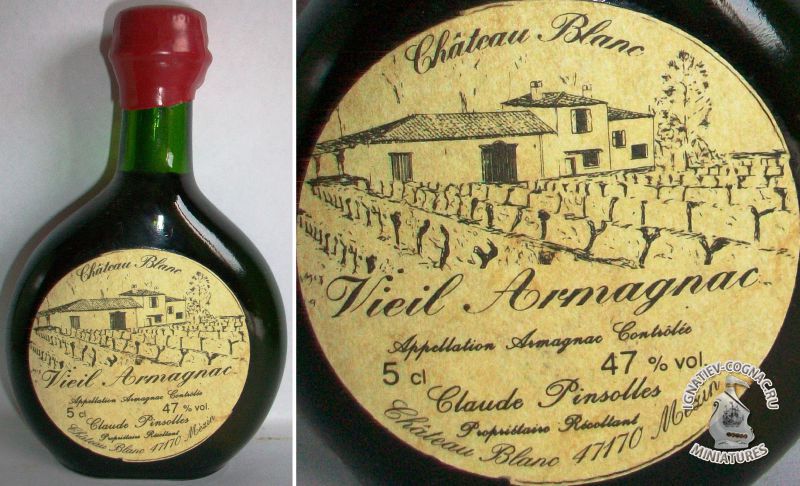 Château Blanc
Vieil Armagnac
Appellation Armagnac Contrôlée
5 cl 47 % vol.
Claude Pinsolles
Propriétaire Récoltant
Château Blanc 47170 Mézin
Château Blanc
Vieil Armagnac
Appellation Armagnac Contrôlée
5 cl 47 % vol.
Claude Pinsolles
Propriétaire Récoltant
Château Blanc 47170 Mézin
IGNATIEV-COGNAC.RU
MINIATURES